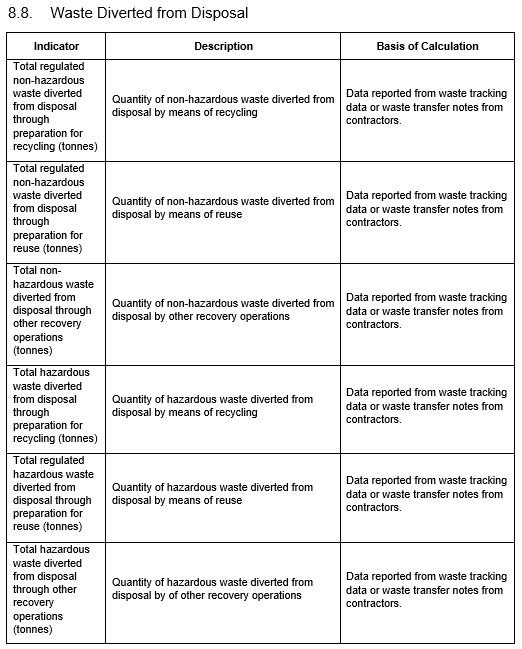 8.8. Waste Diverted from Disposal
Indicator Description Basis of Calculation
Total regulated
non-hazardous
waste diverted
from disposal
through
preparation for
recycling (tonnes)
Quantity of non-hazardous waste diverted from
disposal by means of recycling
Data reported from waste tracking
data or waste transfer notes from
contractors.
Total regulated
non-hazardous
waste diverted
from disposal
through
preparation for
reuse (tonnes)
Quantity of non-hazardous waste diverted from
disposal by means of reuse
Data reported from waste tracking
data or waste transfer notes from
contractors.
Total non-
hazardous waste
diverted from
disposal through
other recovery
operations
(tonnes)
Quantity of non-hazardous waste diverted from
disposal by other recovery operations
Data reported from waste tracking
data or waste transfer notes from
contractors.
Total hazardous
waste diverted
from disposal
through
preparation for
recycling (tonnes)
Quantity of hazardous waste diverted from
disposal by means of recycling
Data reported from waste tracking
data or waste transfer notes from
contractors.
Total regulated
hazardous waste
diverted from
disposal through
preparation for
reuse (tonnes)
Quantity of hazardous waste diverted from
disposal by means of reuse
Data reported from waste tracking
data or waste transfer notes from
contractors.
Total hazardous
waste diverted
from disposal
through other
recovery
operations
(tonnes)
Quantity of hazardous waste diverted from
disposal by of other recovery operations
Data reported from waste tracking
data or waste transfer notes from
contractors.